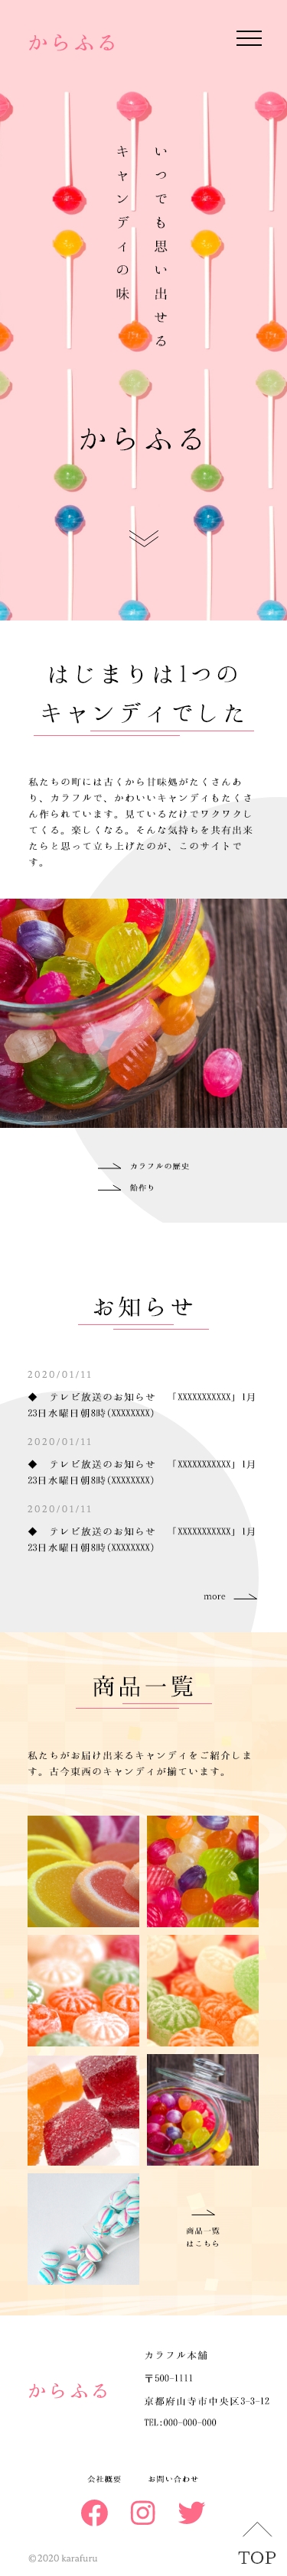 からふる
いつでも思い出せる
キャンディの味
からふる
はじまりは1つの
キャンディでした
私たちの町には古くから甘味処がたくさんあ
り、カラフルで、かわいいキャンディもたくさ
ん作られています。見ているだけでワクワクし
てくる。楽しくなる。そんな気持ちを共有出来
たらと思って立ち上げたのが、このサイトで
す。
カラフルの歴史
飴作り
お知らせ
2020/01/11
◆　テレビ放送のお知らせ　「XXXXXXXXXXX」1月
23日水曜日朝8時(XXXXXXXXX)
2020/01/11
◆　テレビ放送のお知らせ　「XXXXXXXXXXX」1月
23日水曜日朝8時(XXXXXXXXX)
2020/01/11
◆　テレビ放送のお知らせ　「XXXXXXXXXXX」1月
23日水曜日朝8時(XXXXXXXXX)
more
商品一覧
私たちがお届け出来るキャンディをご紹介しま
す。古今東西のキャンディが揃ています。
商品一覧
はこちら
からふる
カラフル本舗
〒500-1111
京都府山寺市中央区3-3-12
TEL:000-000-000
会社概要　お問い合わせ
©2020 karafuru
TOP